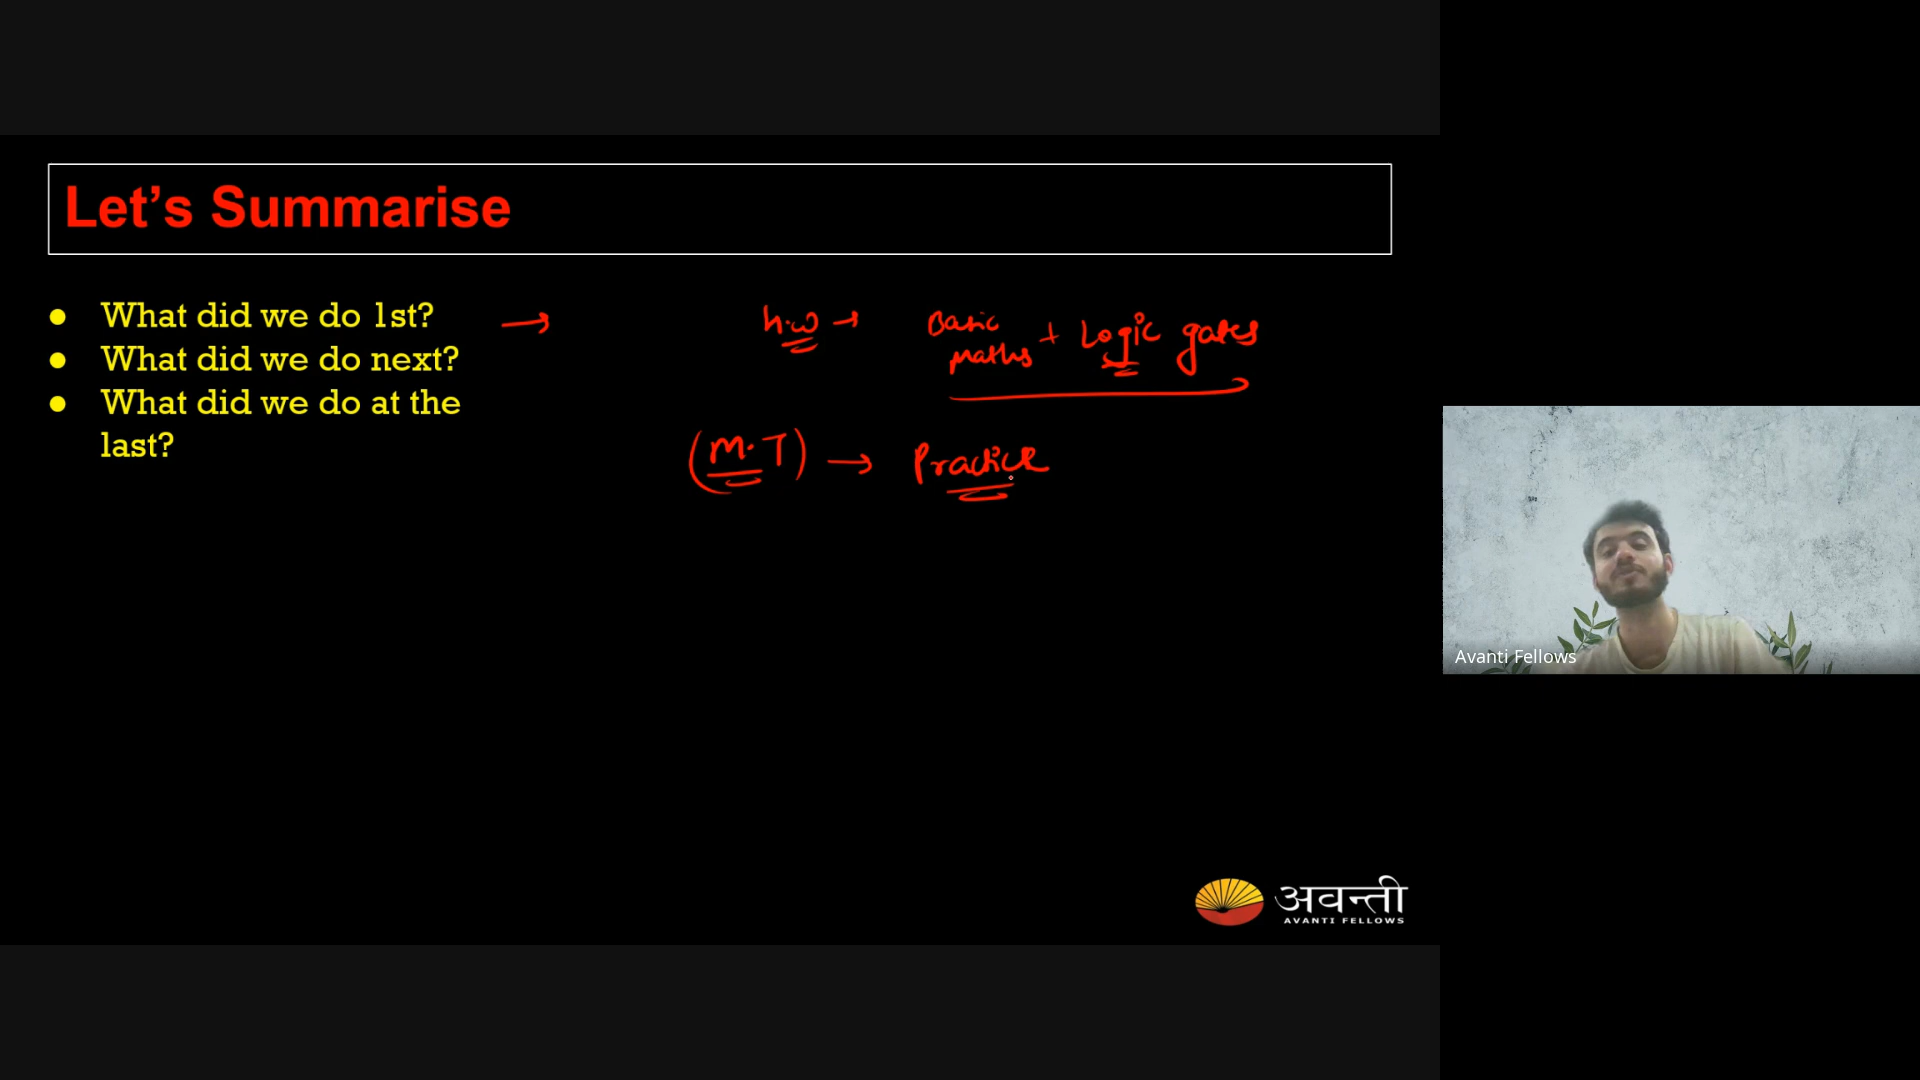 Let's Summarise
● What did we do 1st? →
● What did we do next?
● What did we do at the
last?
h.w → Basic maths + Logic gates
(M.T) → Practice
Avanti Fellows
अवन्ती
AVANTI FELLOWS